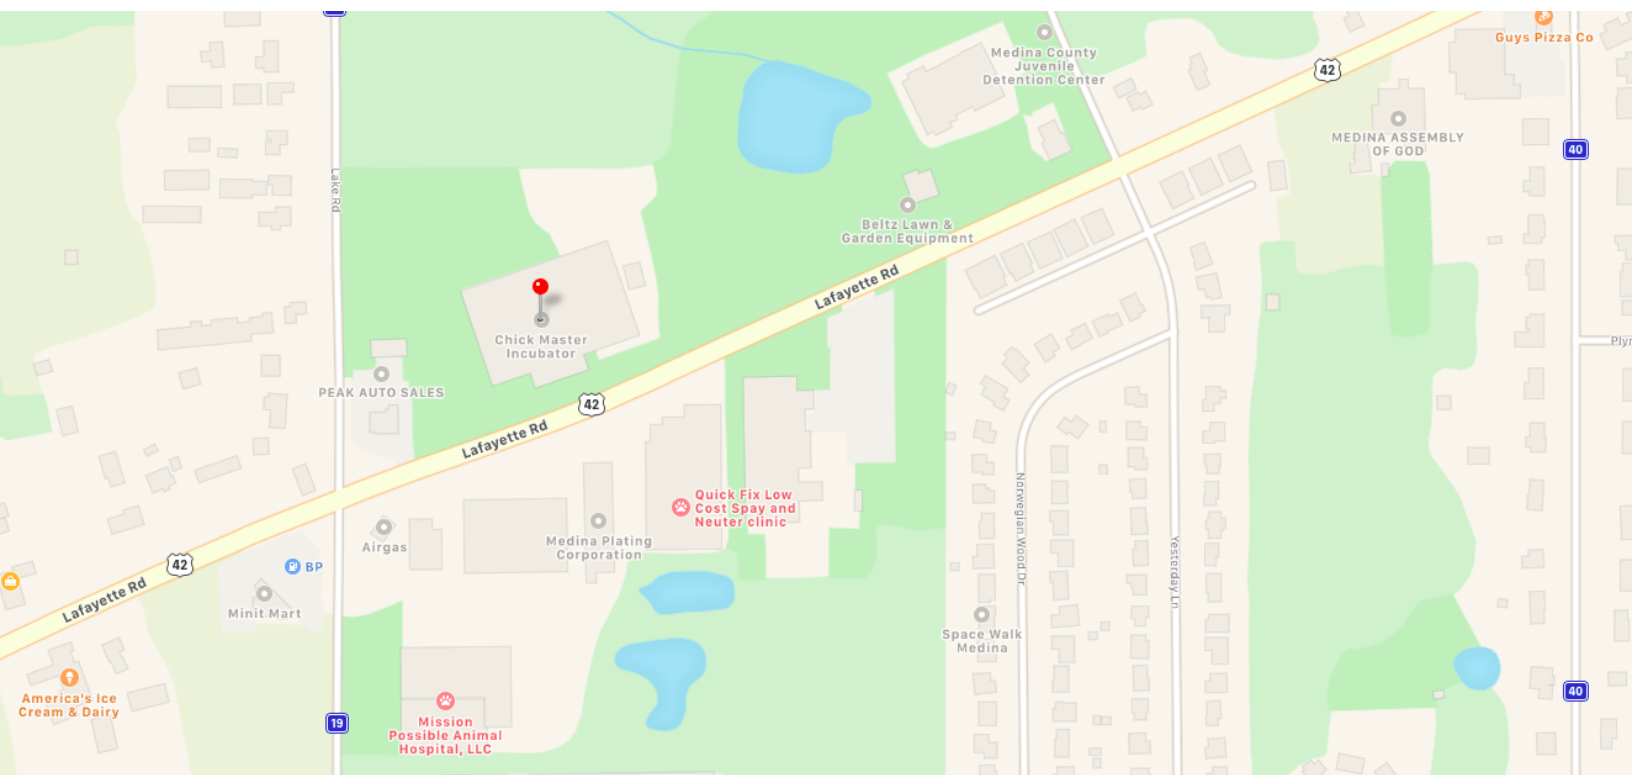 Guys Pizza Co
42
Medina County
Juvenile
Detention Center
MEDINA ASSEMBLY
OF GOD
40
Lake Rd
Beltz Lawn &
Garden Equipment
Lafayette Rd
Chick Master
Incubator
PEAK AUTO SALES
42
Lafayette Rd
Quick Fix Low
Cost Spay and
Neuter clinic
Medina Plating
Corporation
Airgas
42
BP
Lafayette Rd
Minit Mart
Norwegian Wood Dr
Yesterday Ln
Space Walk
Medina
America's Ice
Cream & Dairy
19
Mission
Possible Animal
Hospital, LLC
40